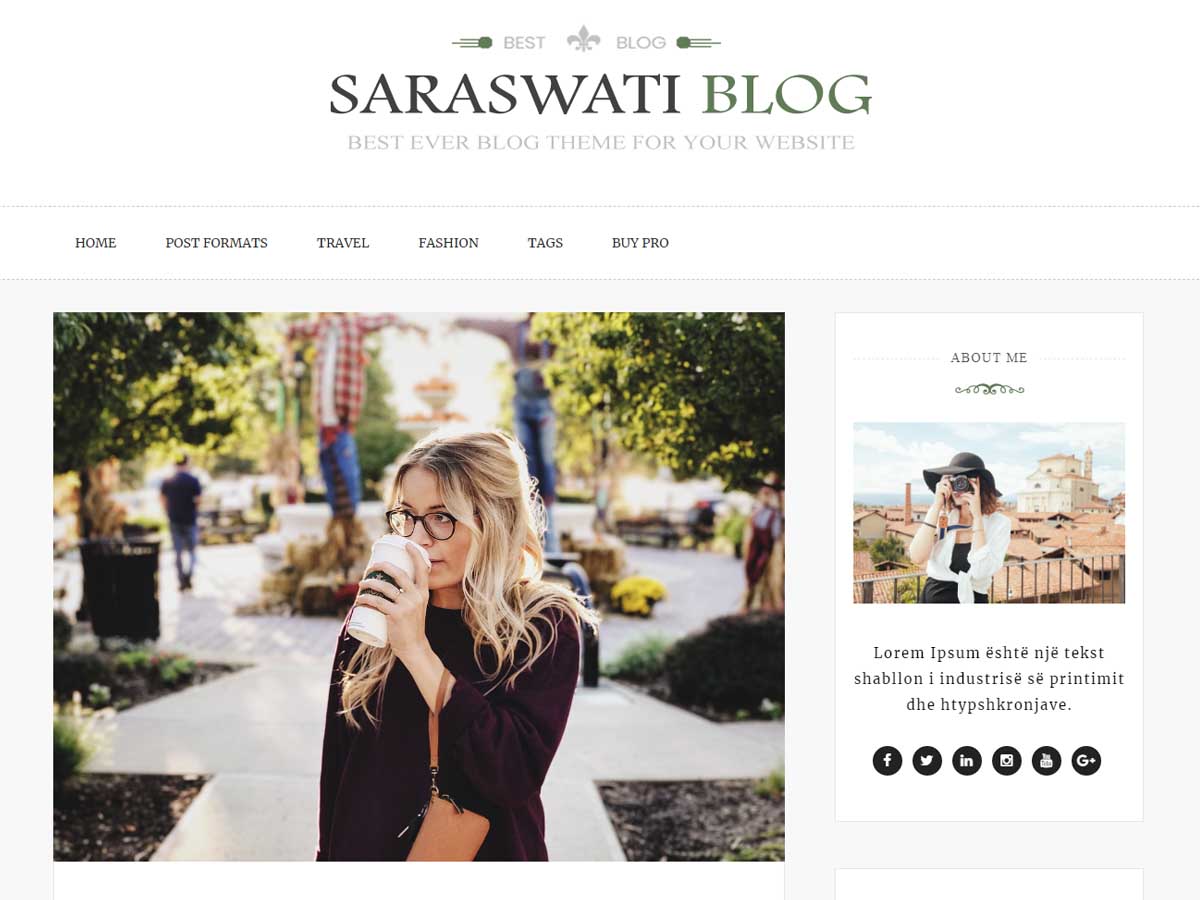 BEST BLOG
SARASWATI BLOG
BEST EVER BLOG THEME FOR YOUR WEBSITE
HOME POST FORMATS TRAVEL FASHION TAGS BUY PRO
ABOUT ME
Lorem Ipsum është një tekst
shabllon i industrisë së printimit
dhe htypshkronjave.